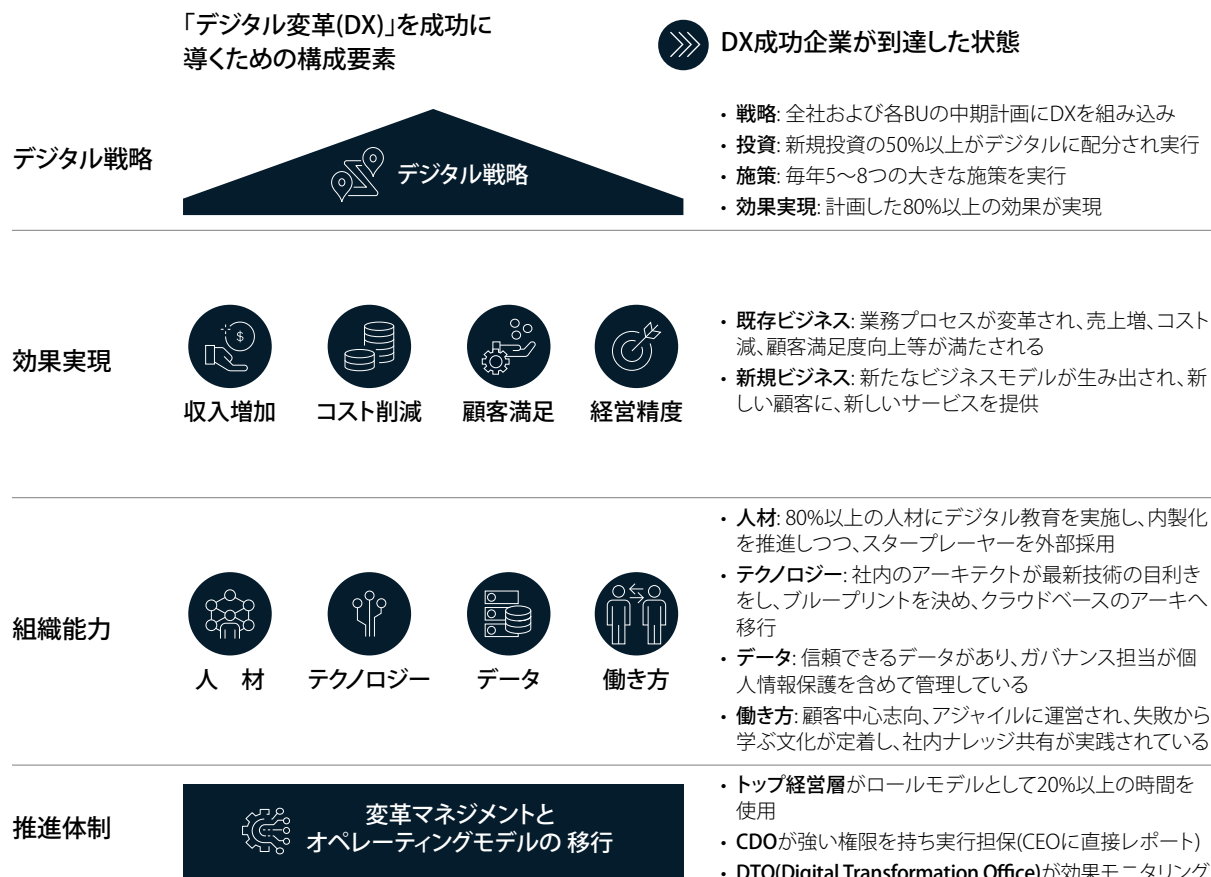 「デジタル変革(DX)」を成功に
導くための構成要素
DX成功企業が到達した状態
デジタル戦略
デジタル戦略
• 戦略: 全社および各BUの中期計画にDXを組み込み
• 投資: 新規投資の50%以上がデジタルに配分され実行
• 施策: 毎年5〜8つの大きな施策を実行
• 効果実現: 計画した80%以上の効果が実現
効果実現
収入増加
コスト削減
顧客満足
経営精度
• 既存ビジネス: 業務プロセスが変革され、売上増、コスト
減、顧客満足度向上等が満たされる
• 新規ビジネス: 新たなビジネスモデルが生み出され、新
しい顧客に、新しいサービスを提供
組織能力
人　材
テクノロジー
データ
働き方
• 人材: 80%以上の人材にデジタル教育を実施し、内製化
を推進しつつ、スタープレーヤーを外部採用
• テクノロジー: 社内のアーキテクトが最新技術の目利き
をし、ブループリントを決め、クラウドベースのアーキへ
移行
• データ: 信頼できるデータがあり、ガバナンス担当が個
人情報保護を含めて管理している
• 働き方: 顧客中心志向、アジャイルに運営され、失敗から
学ぶ文化が定着し、社内ナレッジ共有が実践されている
推進体制
変革マネジメントと
オペレーティングモデルの 移行
• トップ経営層がロールモデルとして20%以上の時間を
使用
• CDOが強い権限を持ち実行担保(CEOに直接レポート)
• DTO(Digital Transformation Office)が効果モニタリング